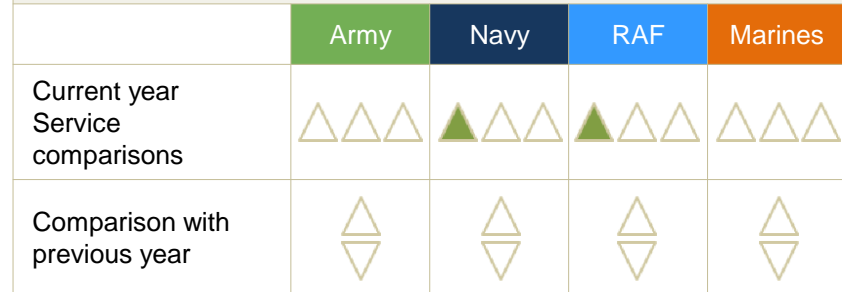 Army Navy RAF Marines
Current year
Service
comparisons
Comparison with
previous year